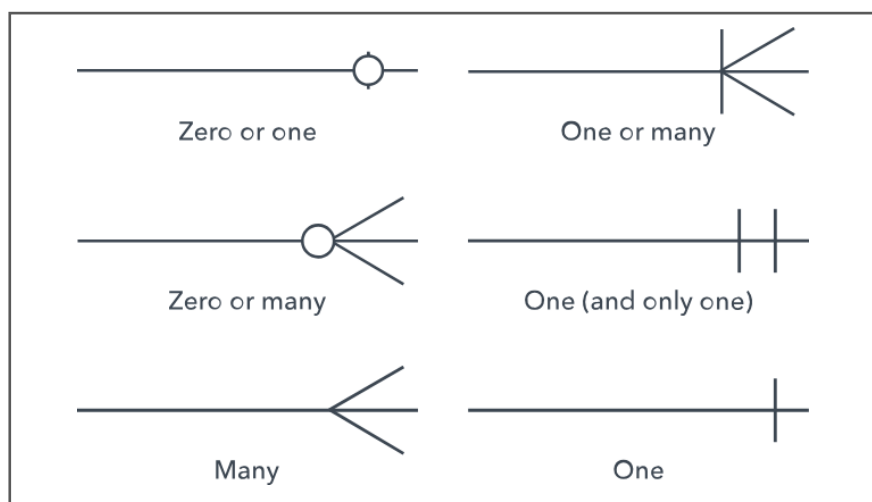 Zero or one
One or many
Zero or many
One (and only one)
Many
One